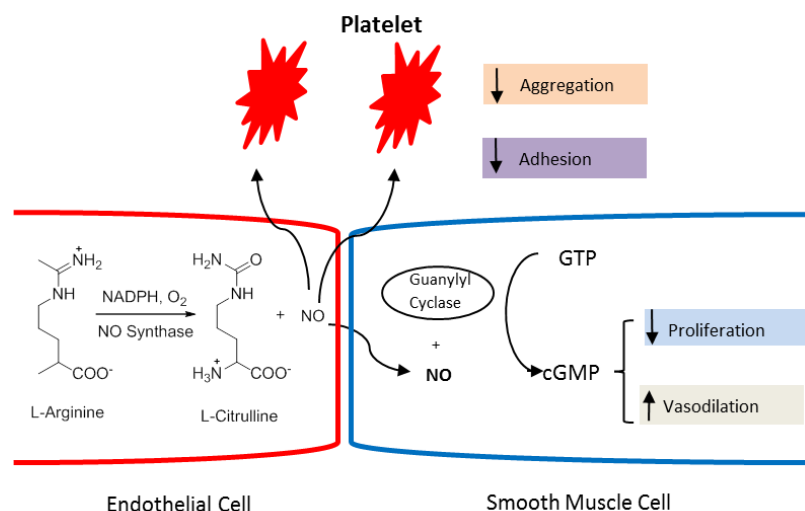 Platelet
Aggregation
Adhesion
NH₂⁺
NH
NADPH, O₂
NO Synthase
COO⁻
L-Arginine
H₂N
O
NH
H₃N⁺
COO⁻
L-Citrulline
+ NO
Guanylyl
Cyclase
+
NO
GTP
cGMP
Proliferation
Vasodilation
Endothelial Cell
Smooth Muscle Cell